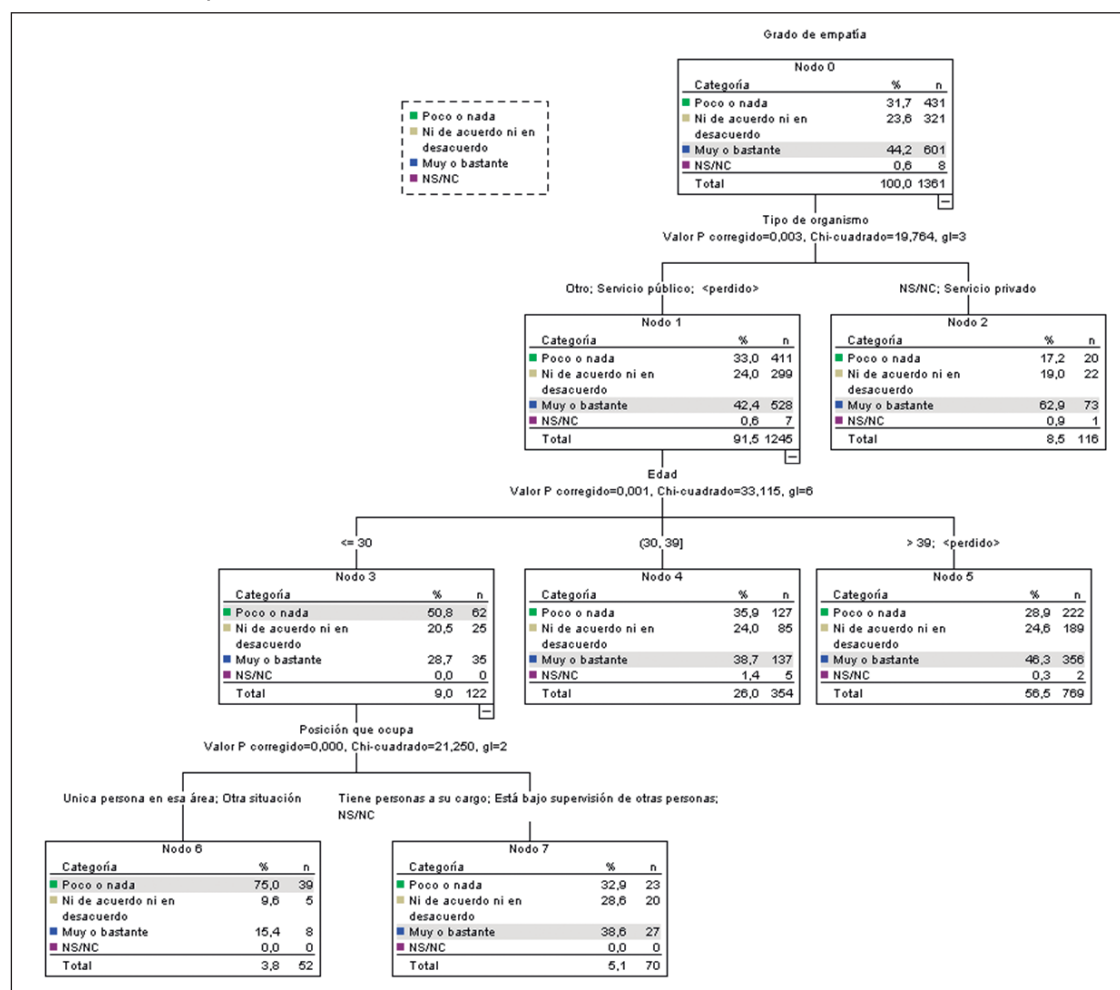 Grado de empatía
Nodo 0
Categoría % n
Poco o nada 31,7 431
Ni de acuerdo ni en 23,6 321
desacuerdo
Muy o bastante 44,2 601
NS/NC 0,6 8
Total 100,0 1361
Poco o nada
Ni de acuerdo ni en
desacuerdo
Muy o bastante
NS/NC
Tipo de organismo
Valor P corregido=0,003, Chi-cuadrado=19,764, gl=3
Otro; Servicio público; <perdido>
Nodo 1
Categoría % n
Poco o nada 33,0 411
Ni de acuerdo ni en 24,0 299
desacuerdo
Muy o bastante 42,4 528
NS/NC 0,6 7
Total 91,5 1245
NS/NC; Servicio privado
Nodo 2
Categoría % n
Poco o nada 17,2 20
Ni de acuerdo ni en 19,0 22
desacuerdo
Muy o bastante 62,9 73
NS/NC 0,9 1
Total 8,5 116
Edad
Valor P corregido=0,001, Chi-cuadrado=33,115, gl=6
<= 30
Nodo 3
Categoría % n
Poco o nada 50,8 62
Ni de acuerdo ni en 20,5 25
desacuerdo
Muy o bastante 28,7 35
NS/NC 0,0 0
Total 9,0 122
(30, 39]
Nodo 4
Categoría % n
Poco o nada 35,9 127
Ni de acuerdo ni en 24,0 85
desacuerdo
Muy o bastante 38,7 137
NS/NC 1,4 5
Total 26,0 354
> 39; <perdido>
Nodo 5
Categoría % n
Poco o nada 28,9 222
Ni de acuerdo ni en 24,6 189
desacuerdo
Muy o bastante 46,3 356
NS/NC 0,3 2
Total 56,5 769
Posición que ocupa
Valor P corregido=0,000, Chi-cuadrado=21,250, gl=2
Unica persona en esa área; Otra situación
Nodo 6
Categoría % n
Poco o nada 75,0 39
Ni de acuerdo ni en 9,6 5
desacuerdo
Muy o bastante 15,4 8
NS/NC 0,0 0
Total 3,8 52
Tiene personas a su cargo; Está bajo supervisión de otras personas;
NS/NC
Nodo 7
Categoría % n
Poco o nada 32,9 23
Ni de acuerdo ni en 28,6 20
desacuerdo
Muy o bastante 38,6 27
NS/NC 0,0 0
Total 5,1 70